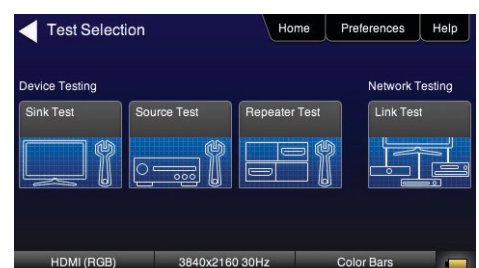 Test Selection
Home
Preferences
Help
Device Testing
Network Testing
Sink Test
Source Test
Repeater Test
Link Test
HDMI (RGB)
3840x2160 30Hz
Color Bars